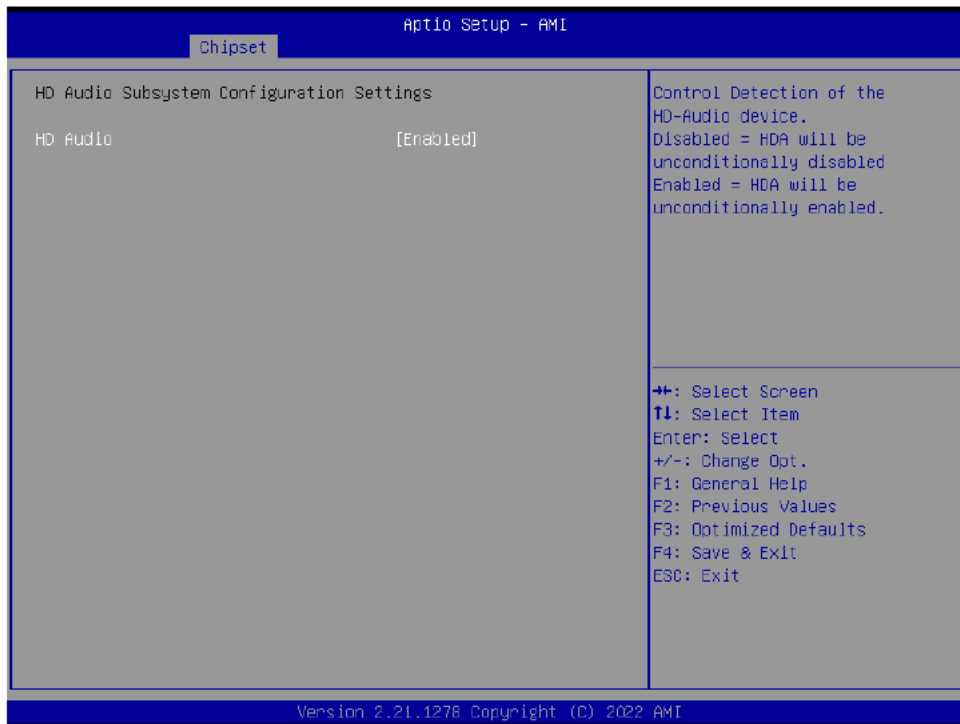 Aptio Setup - AMI
Chipset
HD Audio Subsystem Configuration Settings
HD Audio [Enabled]
Control Detection of the
HD-Audio device.
Disabled = HDA will be
unconditionally disabled
Enabled = HDA will be
unconditionally enabled.
→←: Select Screen
↑↓: Select Item
Enter: Select
+/-: Change Opt.
F1: General Help
F2: Previous Values
F3: Optimized Defaults
F4: Save & Exit
ESC: Exit
Version 2.21.1278 Copyright (C) 2022 AMI